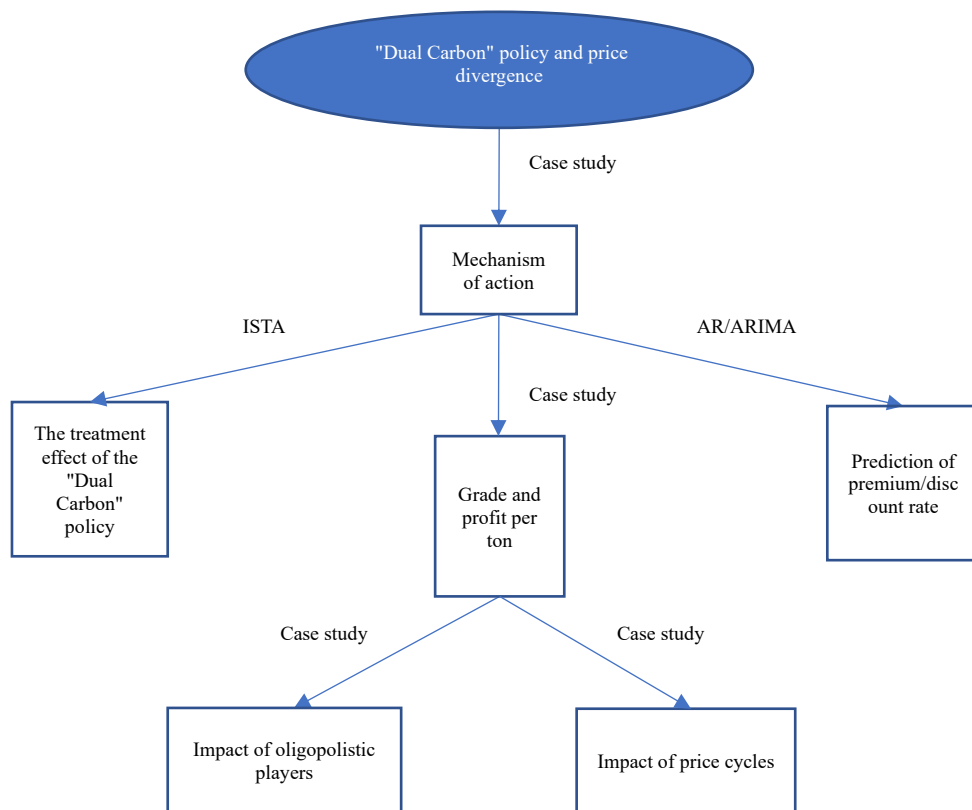 "Dual Carbon" policy and price
divergence
Case study
Mechanism
of action
ISTA
AR/ARIMA
Case study
The treatment
effect of the
"Dual
Carbon"
policy
Grade and
profit per
ton
Prediction of
premium/disc
ount rate
Case study
Case study
Impact of oligopolistic
players
Impact of price cycles